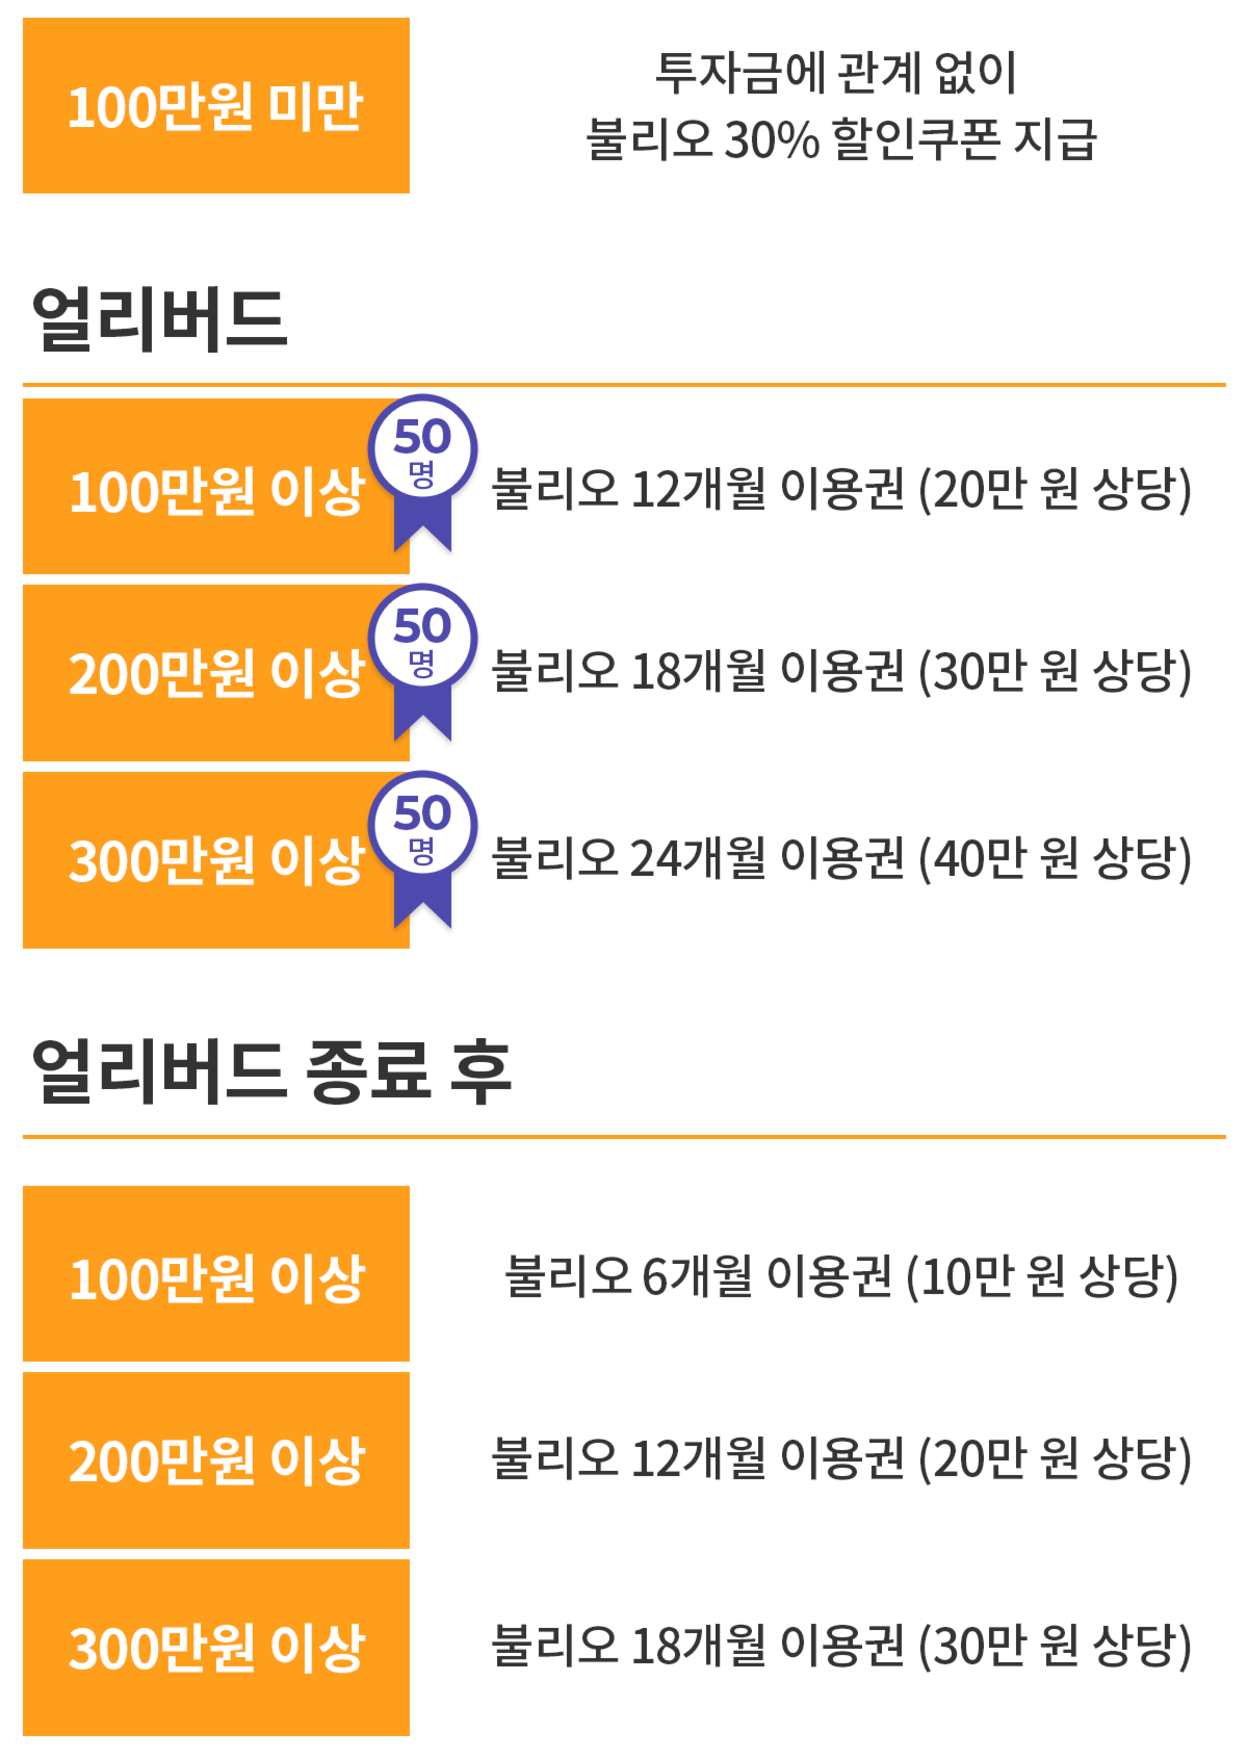 100만원 미만
투자금에 관계 없이
불리오 30% 할인쿠폰 지급
얼리버드
100만원 이상
50
명
불리오 12개월 이용권 (20만 원 상당)
200만원 이상
50
명
불리오 18개월 이용권 (30만 원 상당)
300만원 이상
50
명
불리오 24개월 이용권 (40만 원 상당)
얼리버드 종료 후
100만원 이상
불리오 6개월 이용권 (10만 원 상당)
200만원 이상
불리오 12개월 이용권 (20만 원 상당)
300만원 이상
불리오 18개월 이용권 (30만 원 상당)